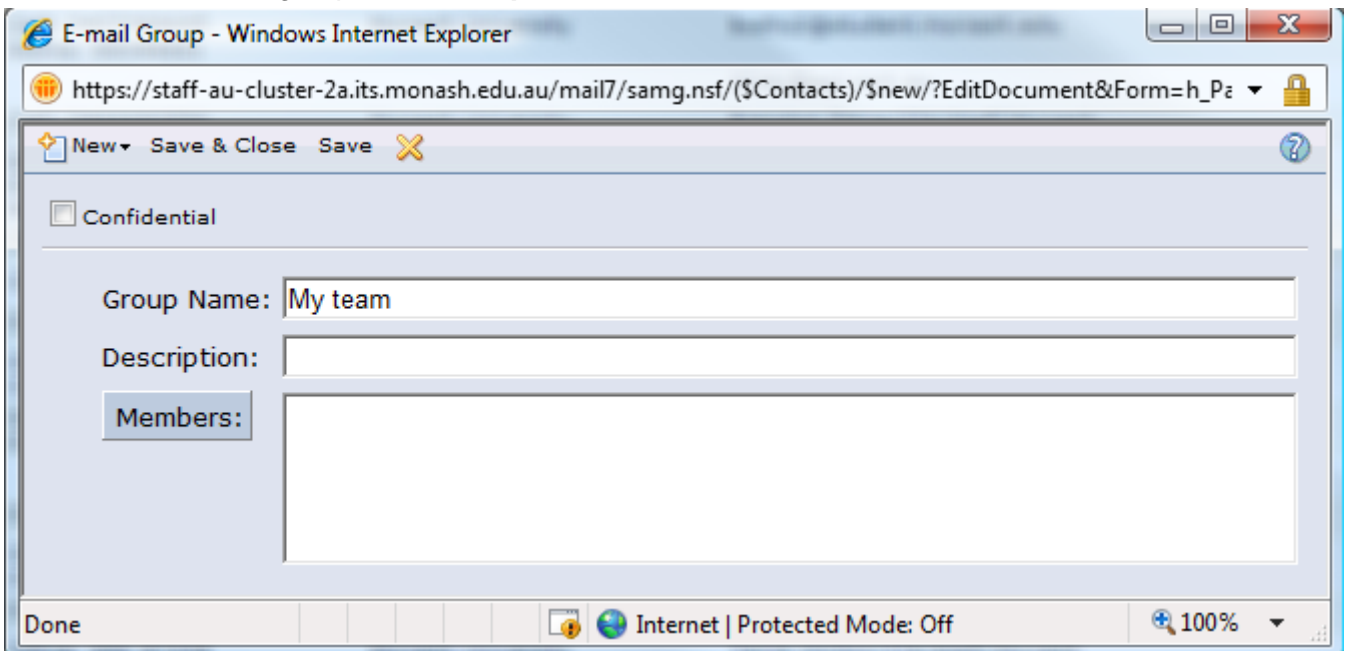 E-mail Group - Windows Internet Explorer
https://staff-au-cluster-2a.its.monash.edu.au/mail7/samg.nsf/($Contacts)/$new/?EditDocument&Form=h_Pa
New Save & Close Save
Confidential
Group Name: My team
Description:
Members:
Done Internet | Protected Mode: Off 100%